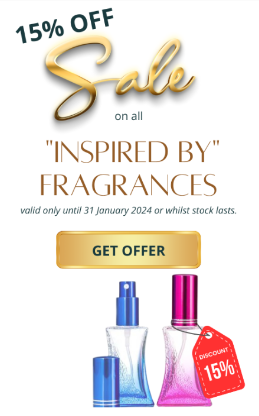 15% OFF
Sale
on all
"INSPIRED BY"
FRAGRANCES
valid only until 31 January 2024 or whilst stock lasts.
GET OFFER
DISCOUNT
15%